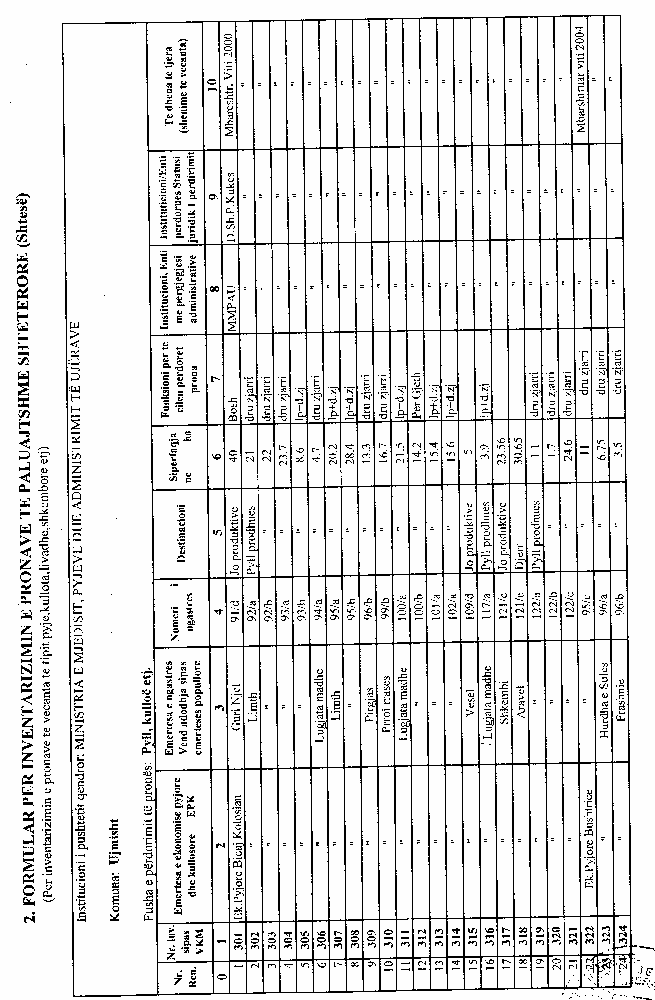 2. FORMULAR PER INVENTARIZIMIN E PRONAVE TE PALUAJTSHME SHTETERORE (Shtesë)
(Per inventarizimin e pronave te vecanta te tipit pyje,kullota,livadhe,shkembore etj)
Institucioni i pushtetit qendror: MINISTRIA E MJEDISIT, PYJEVE DHE ADMINISTRIMIT TË UJËRAVE
Komuna: Ujmisht
Fusha e përdorimit të pronës: Pyll, kulloë etj.
Nr. Ren. Nr. inv. sipas VKM Emertesa e ekonomise pyjore dhe kullosore EPK Emertesa e ngastres Vend ndodhja sipas emerteses popullore Numeri i ngastres Destinacioni Siperfaqja ne ha Funksioni per te cilen perdoret prona Institucioni, Enti me pergjegjesi administrative Instituticioni/Enti perdorues Statusi juridik I perdirimit Te dhena te tjera (shenime te vecanta)
0 1 2 3 4 5 6 7 8 9 10
1 301 Ek.Pyjore Bicaj Kolosian Guri Njet 91/d Jo produktive 40 Bosh MMPAU D.Sh.P.Kukes Mbareshtr. Viti 2000
2 302 " Limth 92/a Pyll prodhues 21 dru zjarri " " "
3 303 " " 92/b " 22 dru zjarri " " "
4 304 " " 93/a " 23.7 dru zjarri " " "
5 305 " " 93/b " 8.6 lp+d.zj " " "
6 306 " Lugjata madhe 94/a " 4.7 dru zjarri " " "
7 307 " Limth 95/a " 20.2 lp+d.zj " " "
8 308 " " 95/b " 28.4 lp+d.zj " " "
9 309 " Pirgjas 96/b " 13.3 dru zjarri " " "
10 310 " Prroi rrases 99/b " 16.7 dru zjarri " " "
11 311 " Lugjata madhe 100/a " 21.5 lp+d.zj " " "
12 312 " " 100/b " 14.2 Per Gjeth " " "
13 313 " " 101/a " 15.4 lp+d.zj " " "
14 314 " " 102/a " 15.6 lp+d.zj " " "
15 315 " Vesel 109/d Jo produktive 5 " " "
16 316 " Lugjata madhe 117/a Pyll prodhues 3.9 lp+d.zj " " "
17 317 " Shkembi 121/c Jo produktive 23.56 " " "
18 318 " Aravel 121/e Djerr 30.65 " " "
19 319 " " 122/a Pyll prodhues 1.1 dru zjarri " " "
20 320 " " 122/b " 1.7 dru zjarri " " "
21 321 " " 122/c " 24.6 dru zjarri " " "
22 322 Ek.Pyjore Bushtrice " 95/c " 11 dru zjarri " " Mbarshtruar viti 2004
23 323 " Hurdha e Sules 96/a " 6.75 dru zjarri " " "
24 324 " Frashnie 96/b " 3.5 dru zjarri " " "